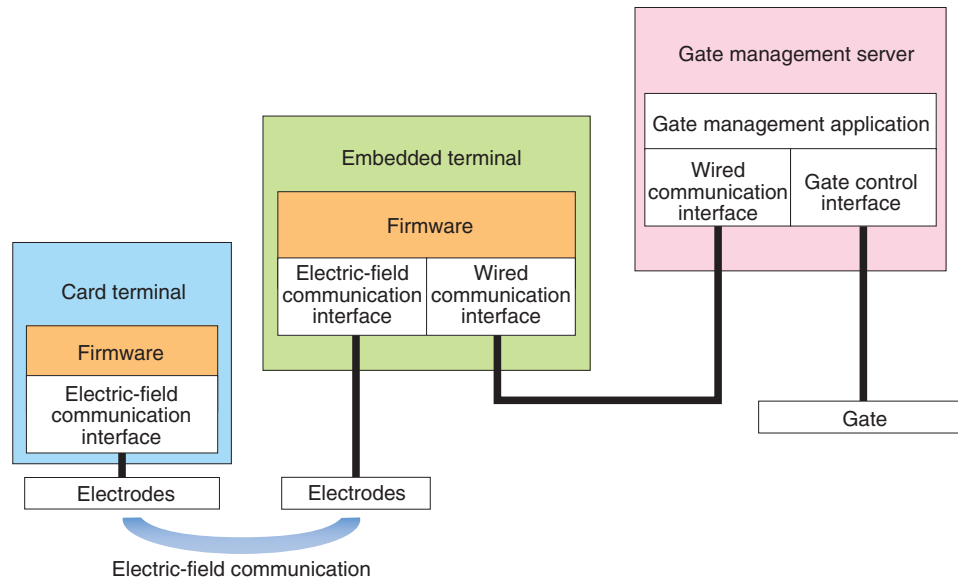 Gate management server
Gate management application
Wired
communication
interface
Gate control
interface
Embedded terminal
Firmware
Electric-field
communication
interface
Wired
communication
interface
Card terminal
Firmware
Electric-field
communication
interface
Gate
Electrodes
Electrodes
Electric-field communication